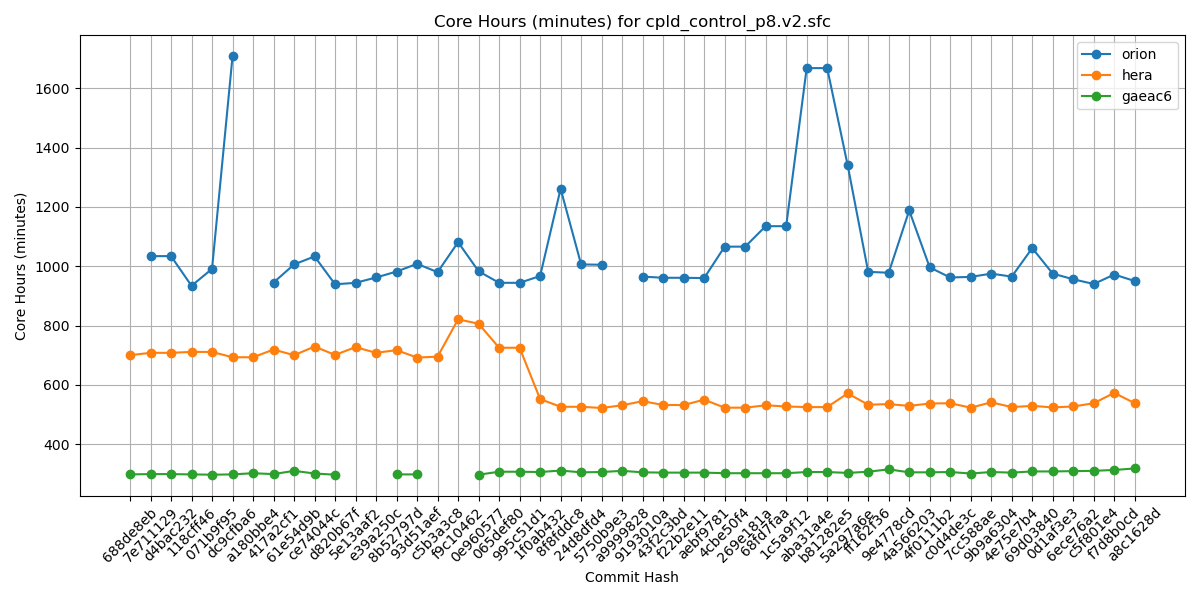 Core Hours (minutes) for cpld_control_p8.v2.sfc
orion
hera
gaeac6
Core Hours (minutes)
1600
1400
1200
1000
800
600
400
688de8eb
7e711129
d4bac232
118cff46
071b9f95
dc9cfba6
a180bbe4
417a2cf1
61e54d9b
ce74044c
d820b67f
5e13aaf2
e39a250c
8b52797d
93d51aef
c5b3a3c8
f9c10462
0e960577
065def80
995c51d1
1f0ab432
8f8fddc8
24d8dfd4
5750b9e3
a9999828
9193010a
43f2c3bd
f22b2e11
aebf9781
4cbe50f4
269e181a
68fd7faa
1c5a9f12
aba31a4e
b81282e5
5a297a6e
ff162f36
9e4778cd
4a566203
4f0111b2
c0d4de3c
7cc588ae
9b9a6304
4e75e7b4
69d03840
0d1af3e3
6ece76a2
c5f801e4
f7d8b0cd
a8c1628d
Commit Hash